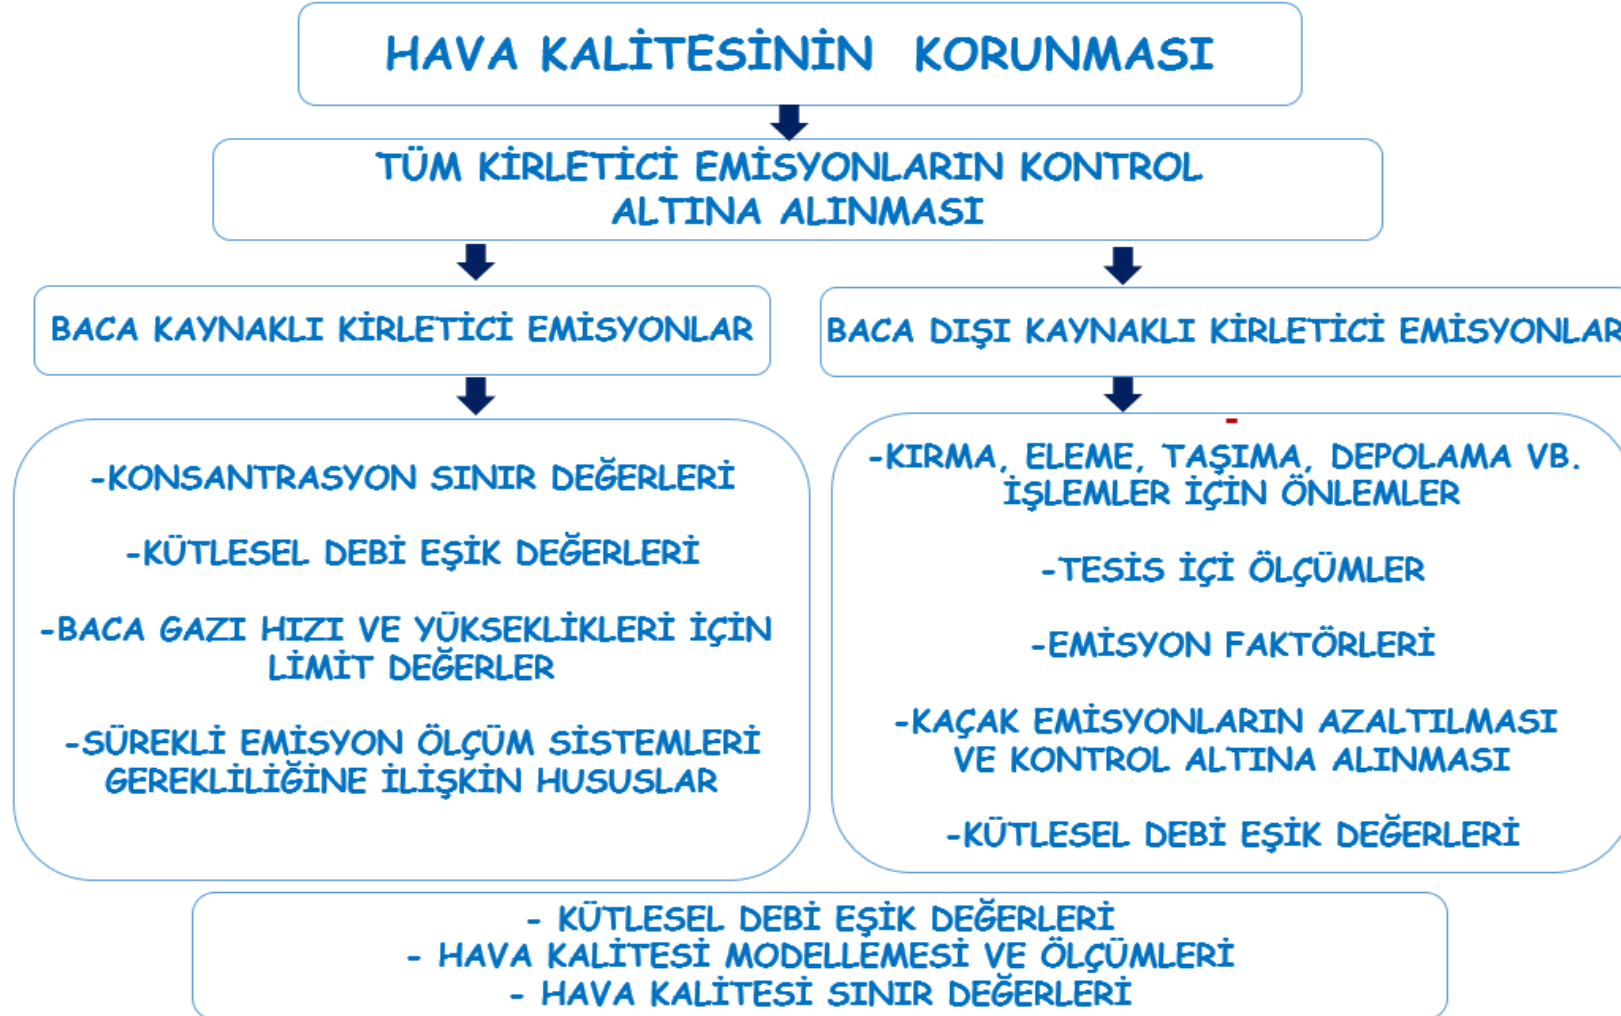 HAVA KALİTESİNİN KORUNMASI
TÜM KİRLETİCİ EMİSYONLARIN KONTROL
ALTINA ALINMASI
BACA KAYNAKLI KİRLETİCİ EMİSYONLAR
-KONSANTRASYON SINIR DEĞERLERİ
-KÜTLESEL DEBİ EŞİK DEĞERLERİ
-BACA GAZI HIZI VE YÜKSEKLİKLERİ İÇİN
LİMİT DEĞERLER
-SÜREKLİ EMİSYON ÖLÇÜM SİSTEMLERİ
GEREKLİLİĞİNE İLİŞKİN HUSUSLAR
BACA DIŞI KAYNAKLI KİRLETİCİ EMİSYONLAR
-
-KIRMA, ELEME, TAŞIMA, DEPOLAMA VB.
İŞLEMLER İÇİN ÖNLEMLER
-TESİS İÇİ ÖLÇÜMLER
-EMİSYON FAKTÖRLERİ
-KAÇAK EMİSYONLARIN AZALTILMASI
VE KONTROL ALTINA ALINMASI
-KÜTLESEL DEBİ EŞİK DEĞERLERİ
- KÜTLESEL DEBİ EŞİK DEĞERLERİ
- HAVA KALİTESİ MODELLEMESİ VE ÖLÇÜMLERİ
- HAVA KALİTESİ SINIR DEĞERLERİ